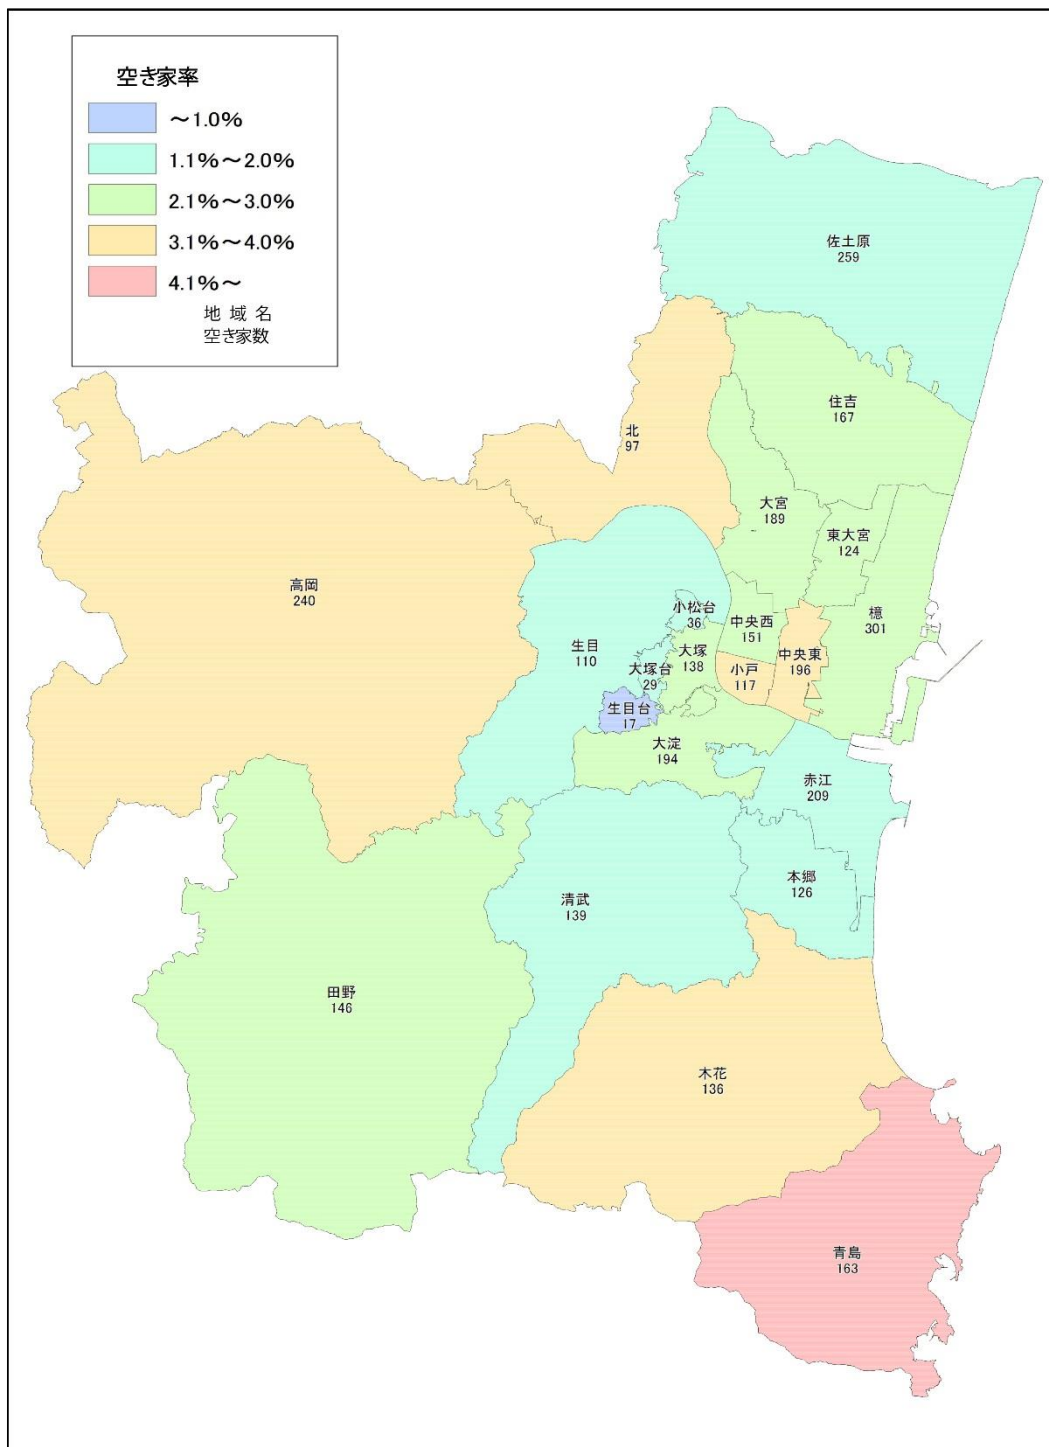 空き家率
～1.0%
1.1%～2.0%
2.1%～3.0%
3.1%～4.0%
4.1%～
地 域 名
空き家数
佐土原
259
住吉
167
北
97
大宮
189
東大宮
124
高岡
240
小松台
36
中央西
151
檍
301
生目
110
大塚
138
中央東
196
大塚台
29
小戸
117
生目台
17
大淀
194
赤江
209
本郷
126
清武
139
田野
146
木花
136
青島
163